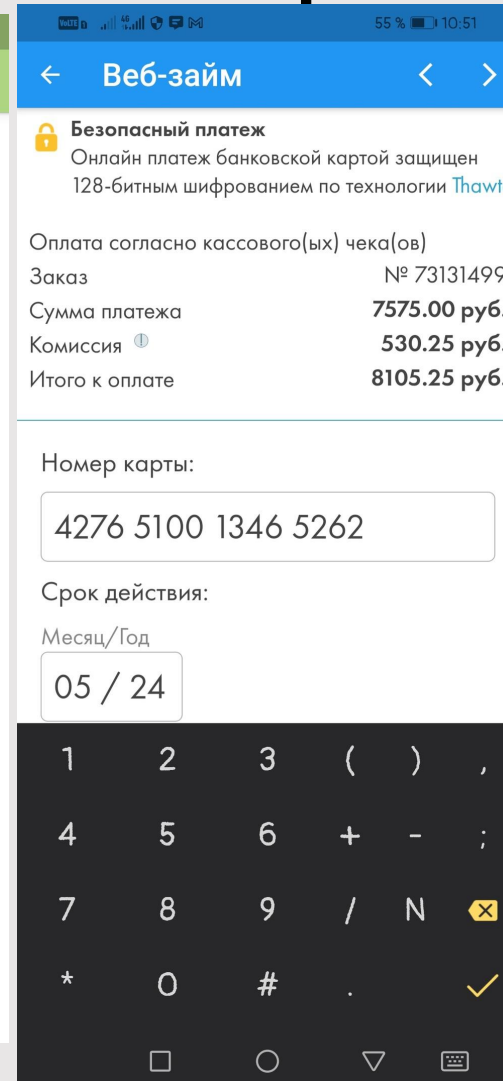 VoLTE 4G 55 % 10:51
Веб-займ
Безопасный платеж
Онлайн платеж банковской картой защищен
128-битным шифрованием по технологии Thawt
Оплата согласно кассового(ых) чека(ов)
Заказ № 73131499
Сумма платежа 7575.00 руб.
Комиссия 530.25 руб.
Итого к оплате 8105.25 руб.
Номер карты:
4276 5100 1346 5262
Срок действия:
Месяц/Год
05 / 24
1 2 3 ( ) ,
4 5 6 + - ;
7 8 9 / N
* 0 # .